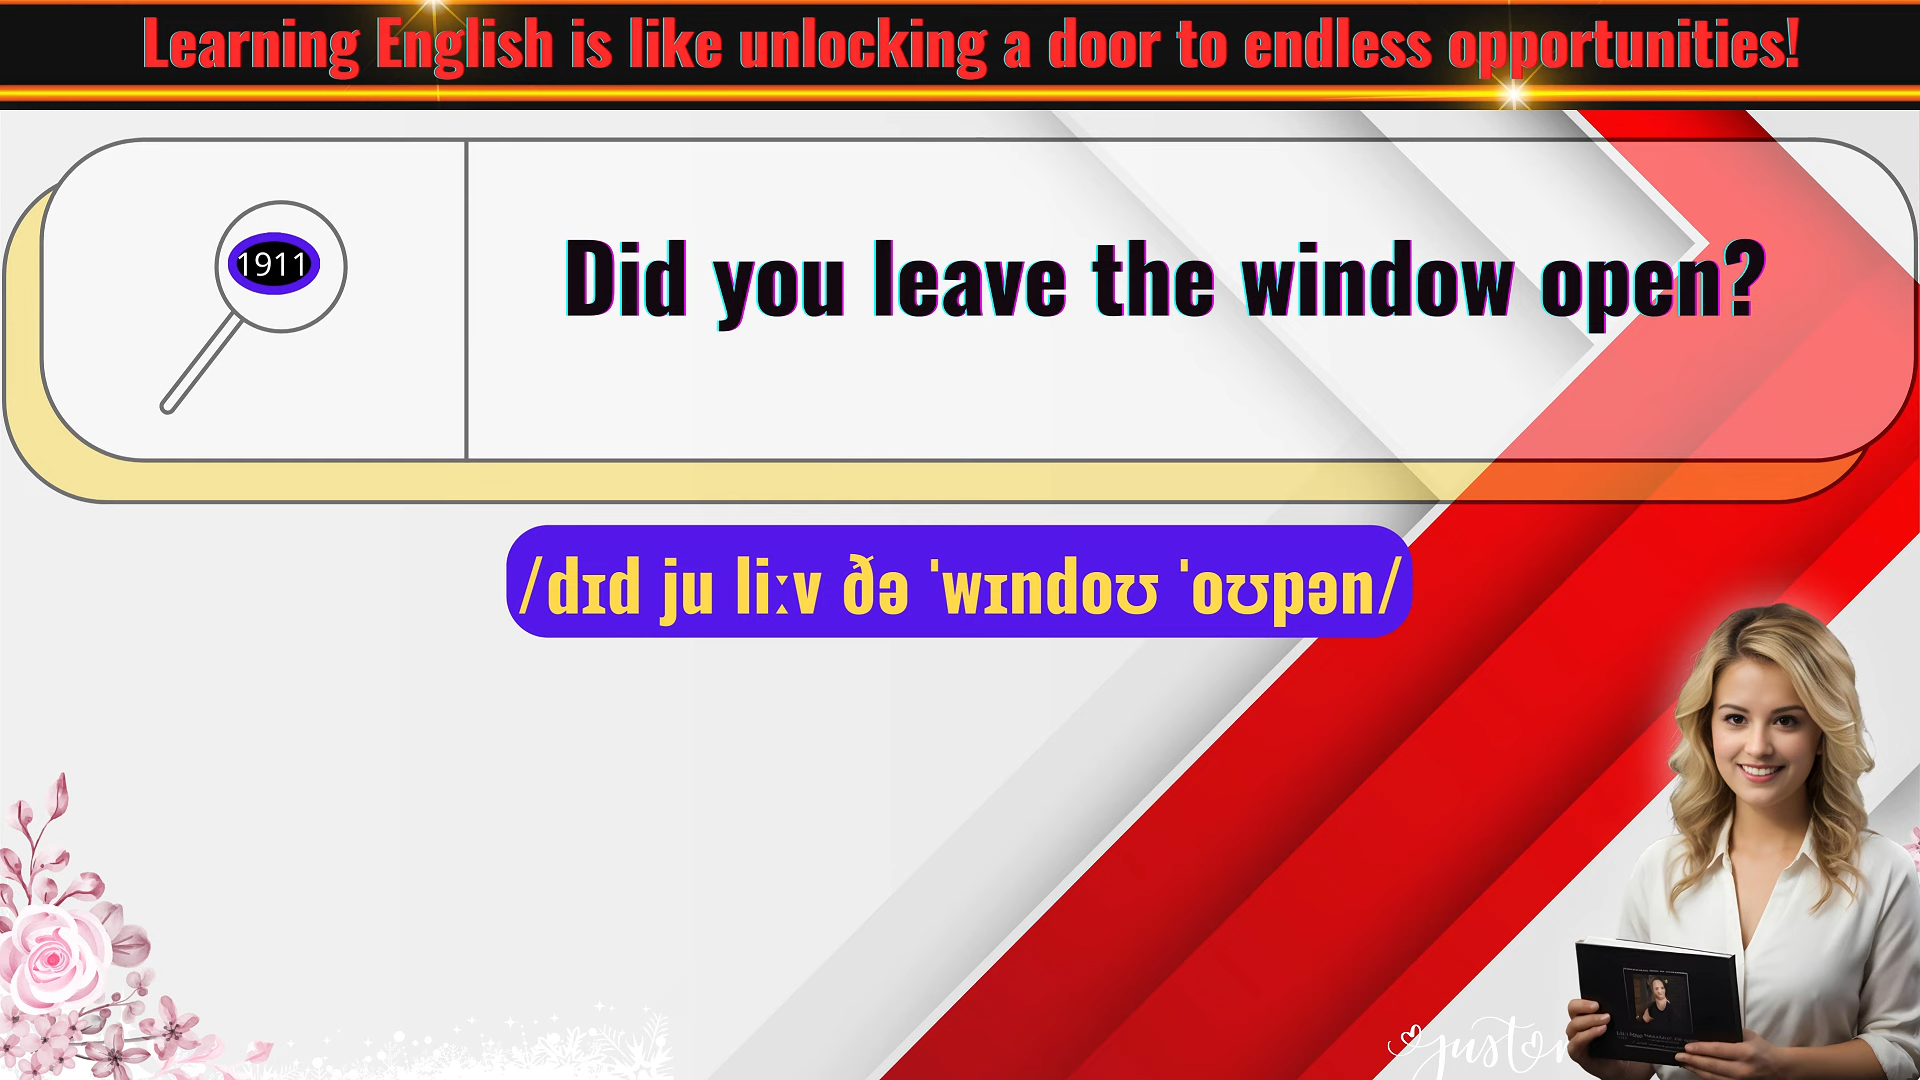 Learning English is like unlocking a door to endless opportunities!
1911
Did you leave the window open?
/dɪd ju liːv ðə ˈwɪndoʊ ˈoʊpən/
just